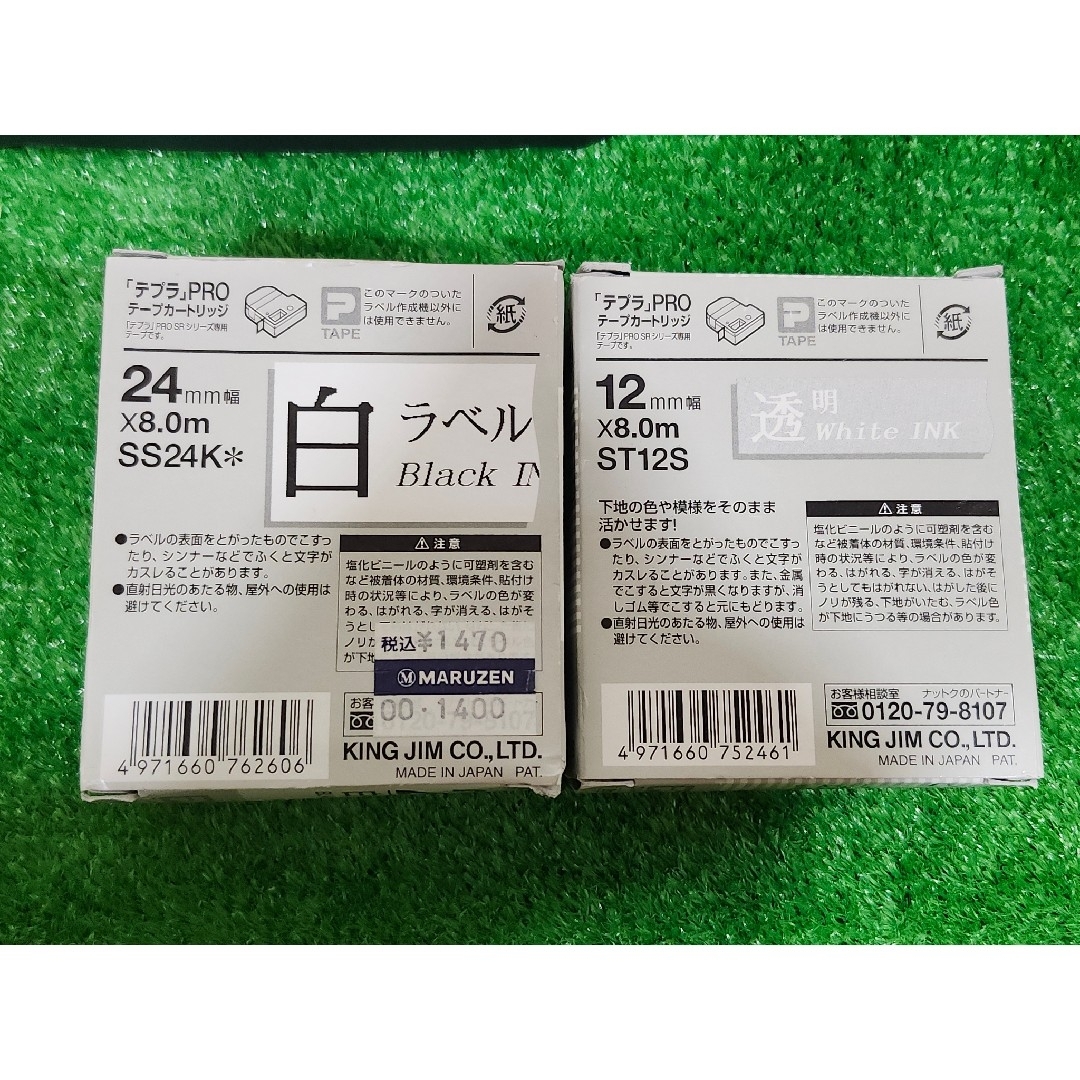 「テプラ」PRO
テープカートリッジ
「テプラ」PRO SRシリーズ専用
テープです。
P
TAPE
このマークのついた
ラベル作成機以外に
は使用できません。
紙
24mm幅
X8.0m
SS24K*
白ラベル
Black IN
●ラベルの表面をとがったものでこすっ
たり、シンナーなどでふくと文字が
カスレることがあります。
●直射日光のあたる物、屋外への使用は
避けてください。
⚠注意
塩化ビニールのように可塑剤を含む
など被着体の材質、環境条件、貼付け
時の状況等により、ラベルの色が変
わる、はがれる、字が消える、はがそ
うとし
ノリが
が下地
税込¥1470
MARUZEN
00-1400
お客
0120-79-8107
4 971660 762606
KING JIM CO.,LTD.
MADE IN JAPAN PAT.
「テプラ」PRO
テープカートリッジ
「テプラ」PRO SRシリーズ専用
テープです。
P
TAPE
このマークのついた
ラベル作成機以外に
は使用できません。
紙
12mm幅
X8.0m
ST12S
透明
White INK
下地の色や模様をそのまま
活かせます!
●ラベルの表面をとがったものでこすっ
たり、シンナーなどでふくと文字が
カスレることがあります。また、金属
でこすると文字が黒くなりますが、消
しゴム等でこすると元にもどります。
●直射日光のあたる物、屋外への使用は
避けてください。
⚠注意
塩化ビニールのように可塑剤を含む
など被着体の材質、環境条件、貼付け
時の状況等により、ラベルの色が変
わる、はがれる、字が消える、はがそ
うとしてもはがれない、はがした後に
ノリが残る、下地がいたむ、ラベル色
が下地にうつる等の場合があります。
お客様相談室 ナットクのパートナー
0120-79-8107
4 971660 752461
KING JIM CO.,LTD.
MADE IN JAPAN PAT.